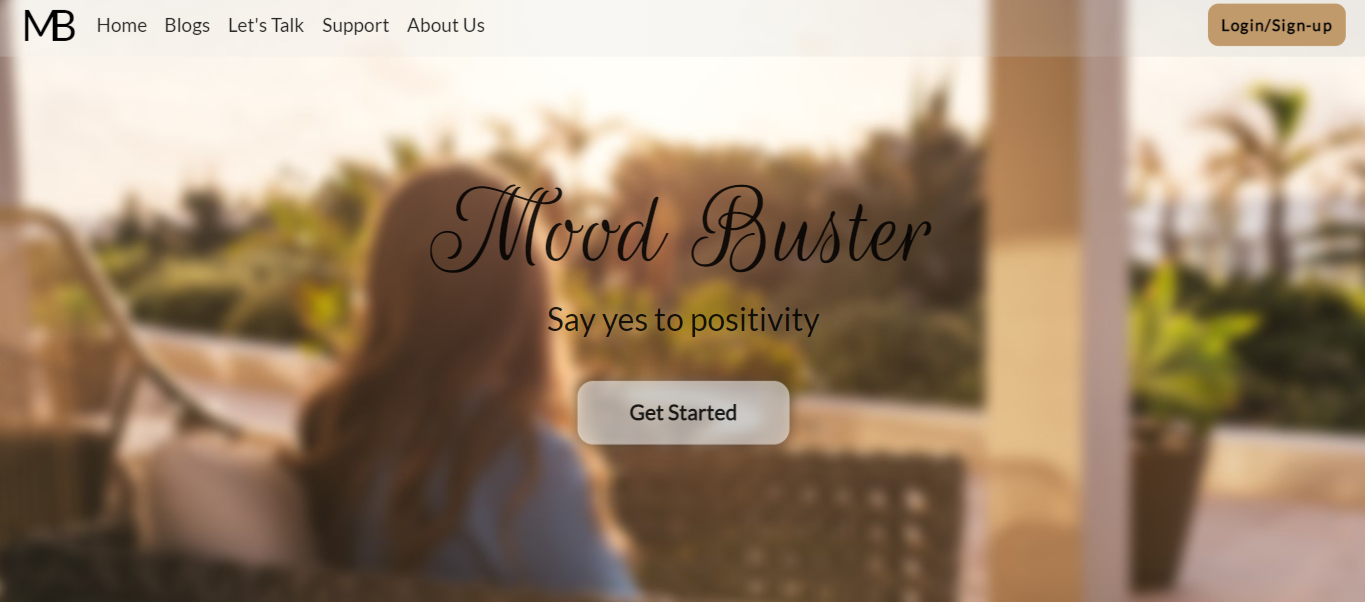 MB Home Blogs Let's Talk Support About Us Login/Sign-up
Mood Buster
Say yes to positivity
Get Started